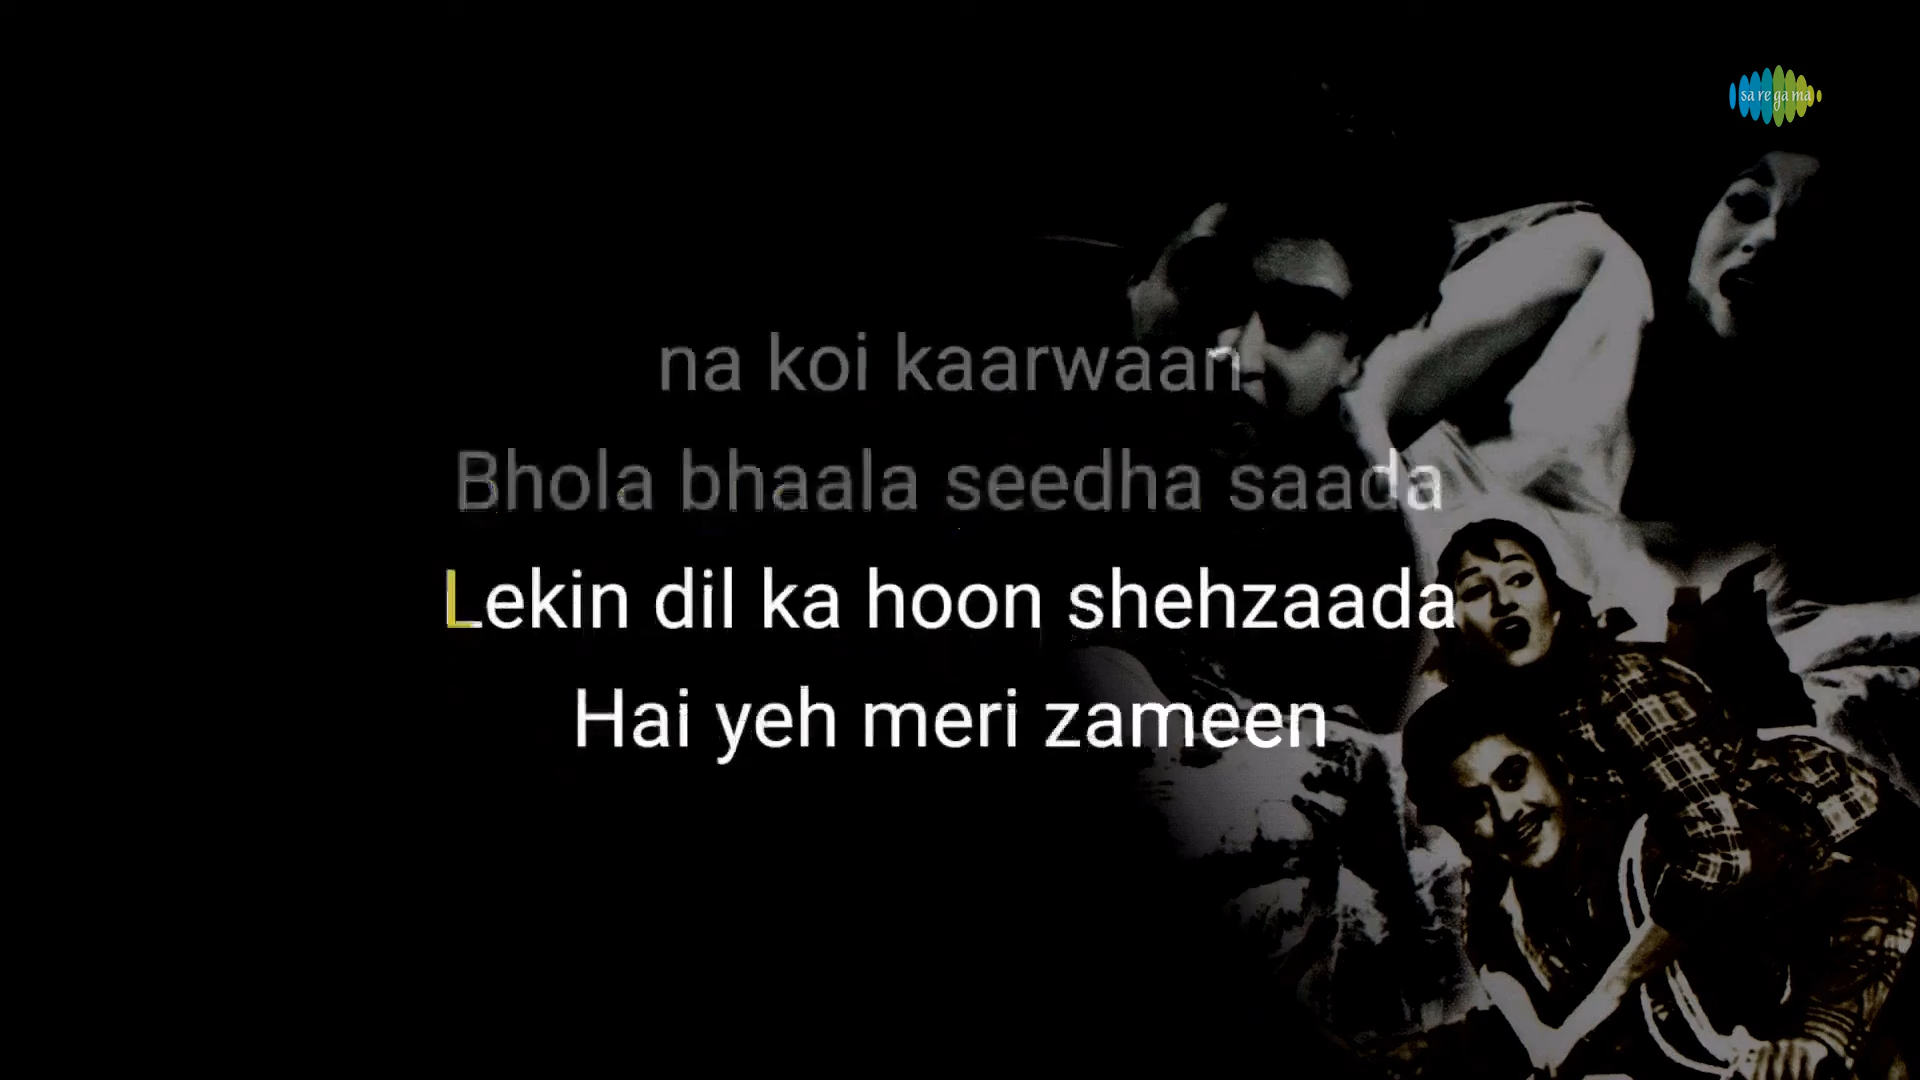 sa re ga ma
na koi kaarwaan
Bhola bhaala seedha saada
Lekin dil ka hoon shehzaada
Hai yeh meri zameen